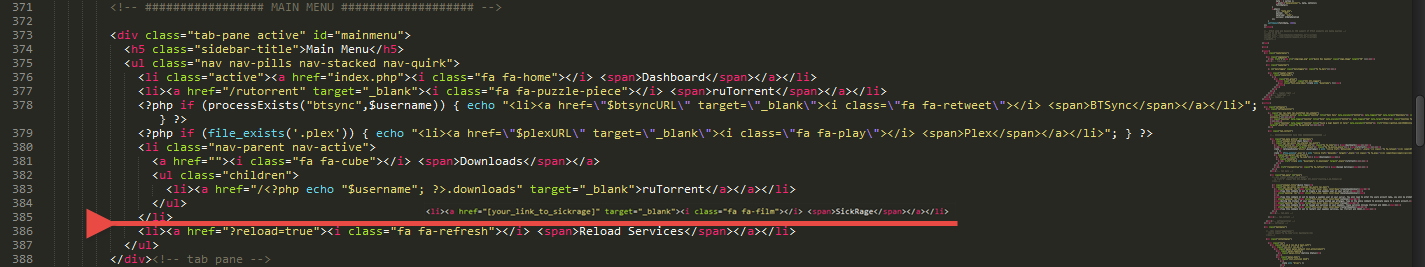 371 <!-- ################# MAIN MENU ################### -->
372
373 <div class="tab-pane active" id="mainmenu">
374 <h5 class="sidebar-title">Main Menu</h5>
375 <ul class="nav nav-pills nav-stacked nav-quirk">
376 <li class="active"><a href="index.php"><i class="fa fa-home"></i> <span>Dashboard</span></a></li>
377 <li><a href="/rutorrent" target="_blank"><i class="fa fa-puzzle-piece"></i> <span>ruTorrent</span></a></li>
378 <?php if (processExists("btsync",$username)) { echo "<li><a href=\"$btsyncURL\" target=\"_blank\"><i class=\"fa fa-retweet\"></i> <span>BTSync</span></a></li>";
} ?>
379 <?php if (file_exists('.plex')) { echo "<li><a href=\"$plexURL\" target=\"_blank\"><i class=\"fa fa-play\"></i> <span>Plex</span></a></li>"; } ?>
380 <li class="nav-parent nav-active">
381 <a href=""><i class="fa fa-cube"></i> <span>Downloads</span></a>
382 <ul class="children">
383 <li><a href="/<?php echo "$username"; ?>.downloads" target="_blank">ruTorrent</a></a></li>
384 </ul>
<li><a href="[your_link_to_sickrage]" target="_blank"><i class="fa fa-film"></i> <span>SickRage</span></a></li>
385 </li>
386 <li><a href="?reload=true"><i class="fa fa-refresh"></i> <span>Reload Services</span></a></li>
387 </ul>
388 </div><!-- tab pane -->